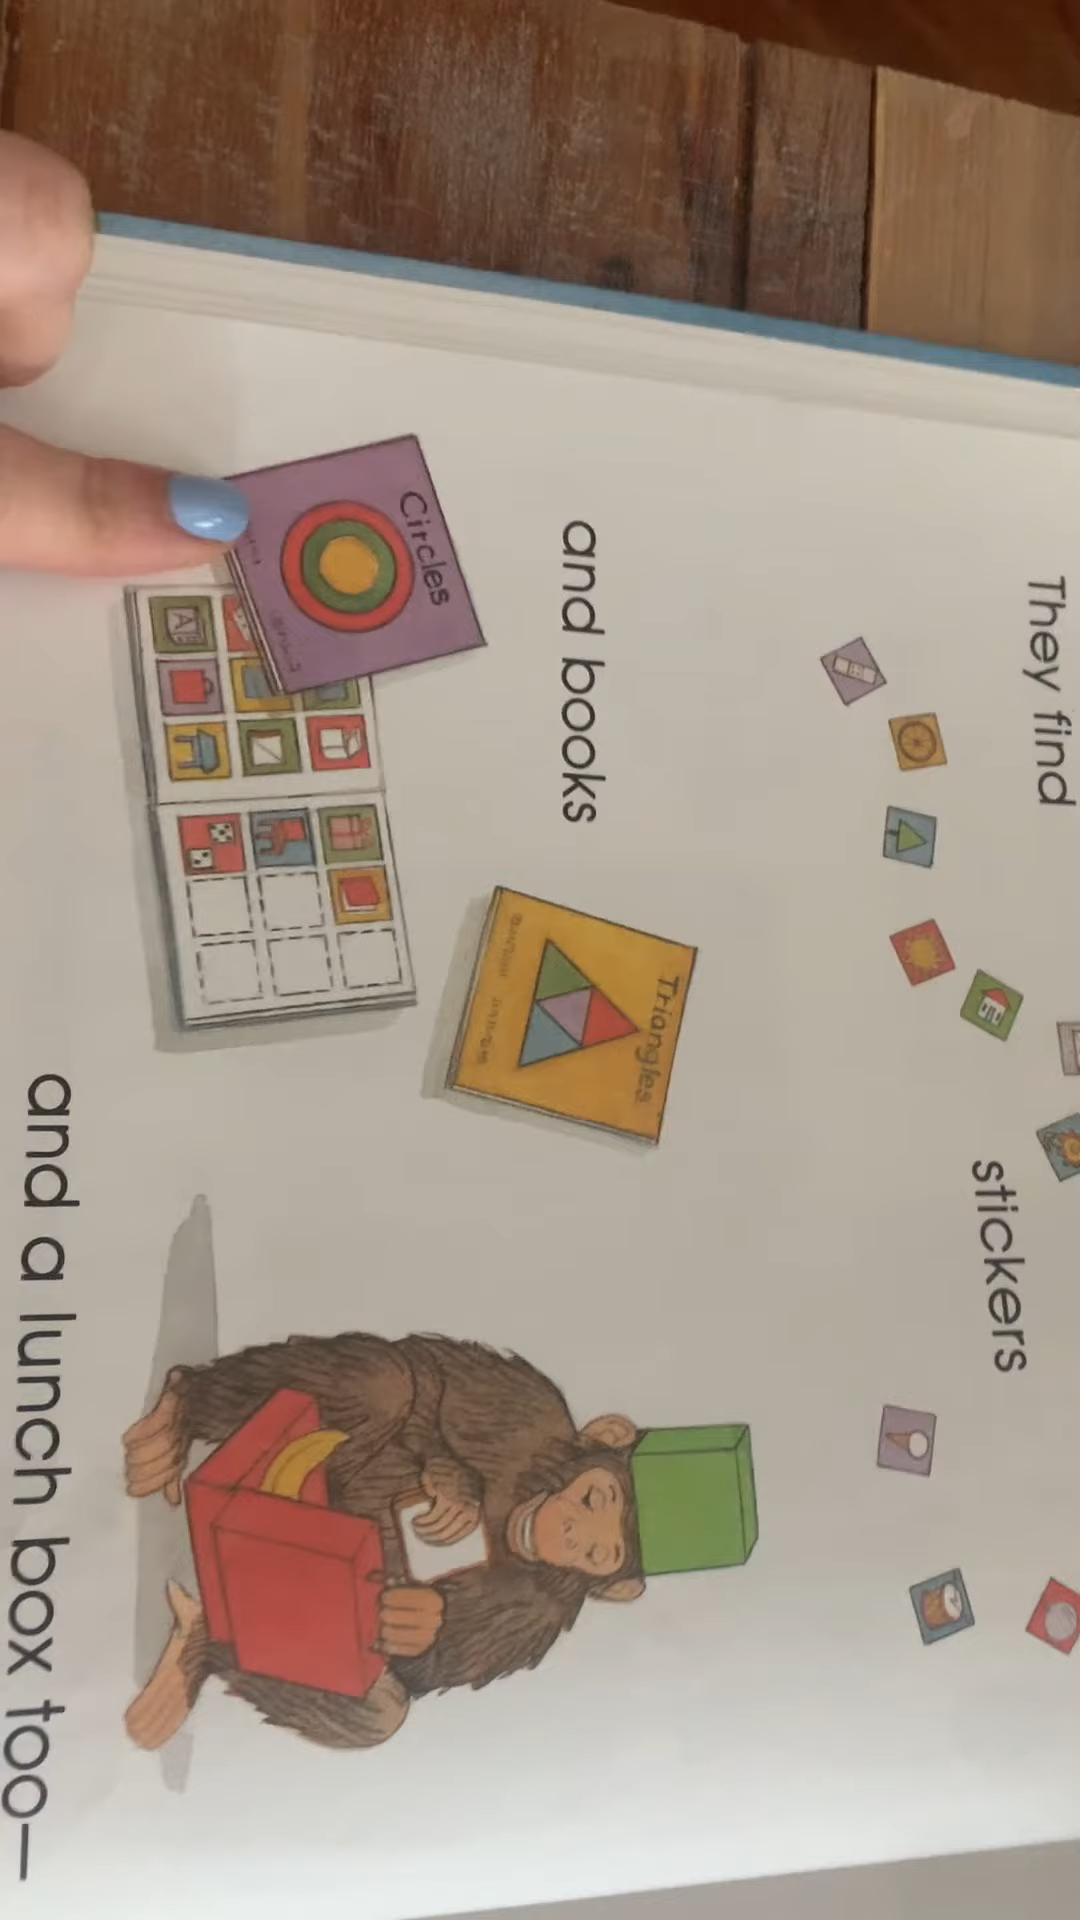 They find
stickers
and books
Circles
Triangles
A
and a lunch box too—